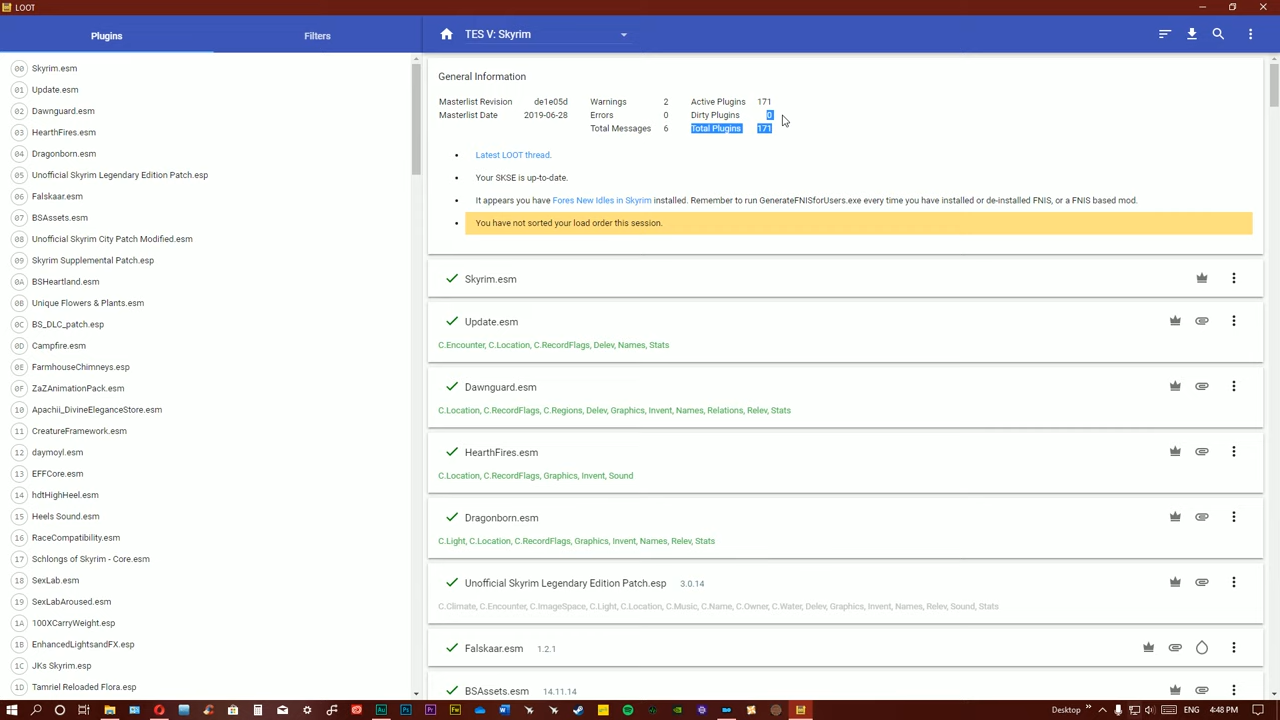 LOOT
Plugins
Filters
TES V: Skyrim
00 Skyrim.esm
01 Update.esm
02 Dawnguard.esm
03 HearthFires.esm
04 Dragonborn.esm
05 Unofficial Skyrim Legendary Edition Patch.esp
06 Falskaar.esm
07 BSAssets.esm
08 Unofficial Skyrim City Patch Modified.esm
09 Skyrim Supplemental Patch.esp
0A BSHeartland.esm
0B Unique Flowers & Plants.esm
0C BS_DLC_patch.esp
0D Campfire.esm
0E FarmhouseChimneys.esp
0F ZaZAnimationPack.esm
10 Apachii_DivineEleganceStore.esm
11 CreatureFramework.esm
12 daymoyl.esm
13 EFFCore.esm
14 hdtHighHeel.esm
15 Heels Sound.esm
16 RaceCompatibility.esm
17 Schlongs of Skyrim - Core.esm
18 SexLab.esm
19 SexLabAroused.esm
1A 100XCarryWeight.esp
1B EnhancedLightsandFX.esp
1C JKs Skyrim.esp
1D Tamriel Reloaded Flora.esp
General Information
Masterlist Revision de1e05d Warnings 2 Active Plugins 171
Masterlist Date 2019-06-28 Errors 0 Dirty Plugins 0
Total Messages 6 Total Plugins 171
Latest LOOT thread.
Your SKSE is up-to-date.
It appears you have Fores New Idles in Skyrim installed. Remember to run GenerateFNISforUsers.exe every time you have installed or de-installed FNIS, or a FNIS based mod.
You have not sorted your load order this session.
Skyrim.esm
Update.esm
C.Encounter, C.Location, C.RecordFlags, Delev, Names, Stats
Dawnguard.esm
C.Location, C.RecordFlags, C.Regions, Delev, Graphics, Invent, Names, Relations, Relev, Stats
HearthFires.esm
C.Location, C.RecordFlags, Graphics, Invent, Sound
Dragonborn.esm
C.Light, C.Location, C.RecordFlags, Graphics, Invent, Names, Relev, Stats
Unofficial Skyrim Legendary Edition Patch.esp 3.0.14
C.Climate, C.Encounter, C.ImageSpace, C.Light, C.Location, C.Music, C.Name, C.Owner, C.Water, Delev, Graphics, Invent, Names, Relev, Sound, Stats
Falskaar.esm 1.2.1
BSAssets.esm 14.11.14
Au Ps Pr Fw
Desktop 4:48 PM